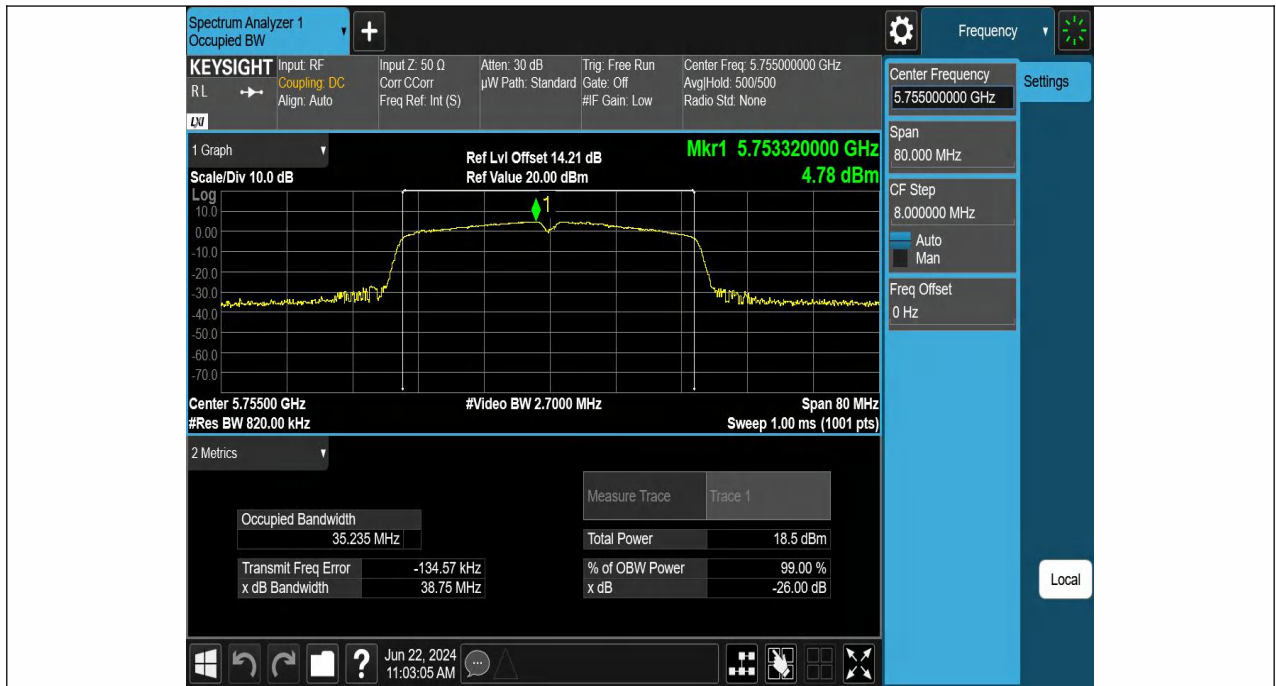 Spectrum Analyzer 1
Occupied BW
+
Frequency
KEYSIGHT
RL
LXI
Input: RF
Coupling: DC
Align: Auto
Input Z: 50 Ω
Corr CCorr
Freq Ref: Int (S)
Atten: 30 dB
µW Path: Standard
Trig: Free Run
Gate: Off
#IF Gain: Low
Center Freq: 5.755000000 GHz
Avg|Hold: 500/500
Radio Std: None
1 Graph
Scale/Div 10.0 dB
Ref Lvl Offset 14.21 dB
Ref Value 20.00 dBm
Mkr1 5.753320000 GHz
4.78 dBm
Log
10.0
0.00
-10.0
-20.0
-30.0
-40.0
-50.0
-60.0
-70.0
1
Center 5.75500 GHz
#Video BW 2.7000 MHz
Span 80 MHz
#Res BW 820.00 kHz
Sweep 1.00 ms (1001 pts)
2 Metrics
Measure Trace Trace 1
Occupied Bandwidth
35.235 MHz
Total Power 18.5 dBm
Transmit Freq Error -134.57 kHz
% of OBW Power 99.00 %
x dB Bandwidth 38.75 MHz
x dB -26.00 dB
Center Frequency
5.755000000 GHz
Settings
Span
80.000 MHz
CF Step
8.000000 MHz
Auto
Man
Freq Offset
0 Hz
Local
?
Jun 22, 2024
11:03:05 AM